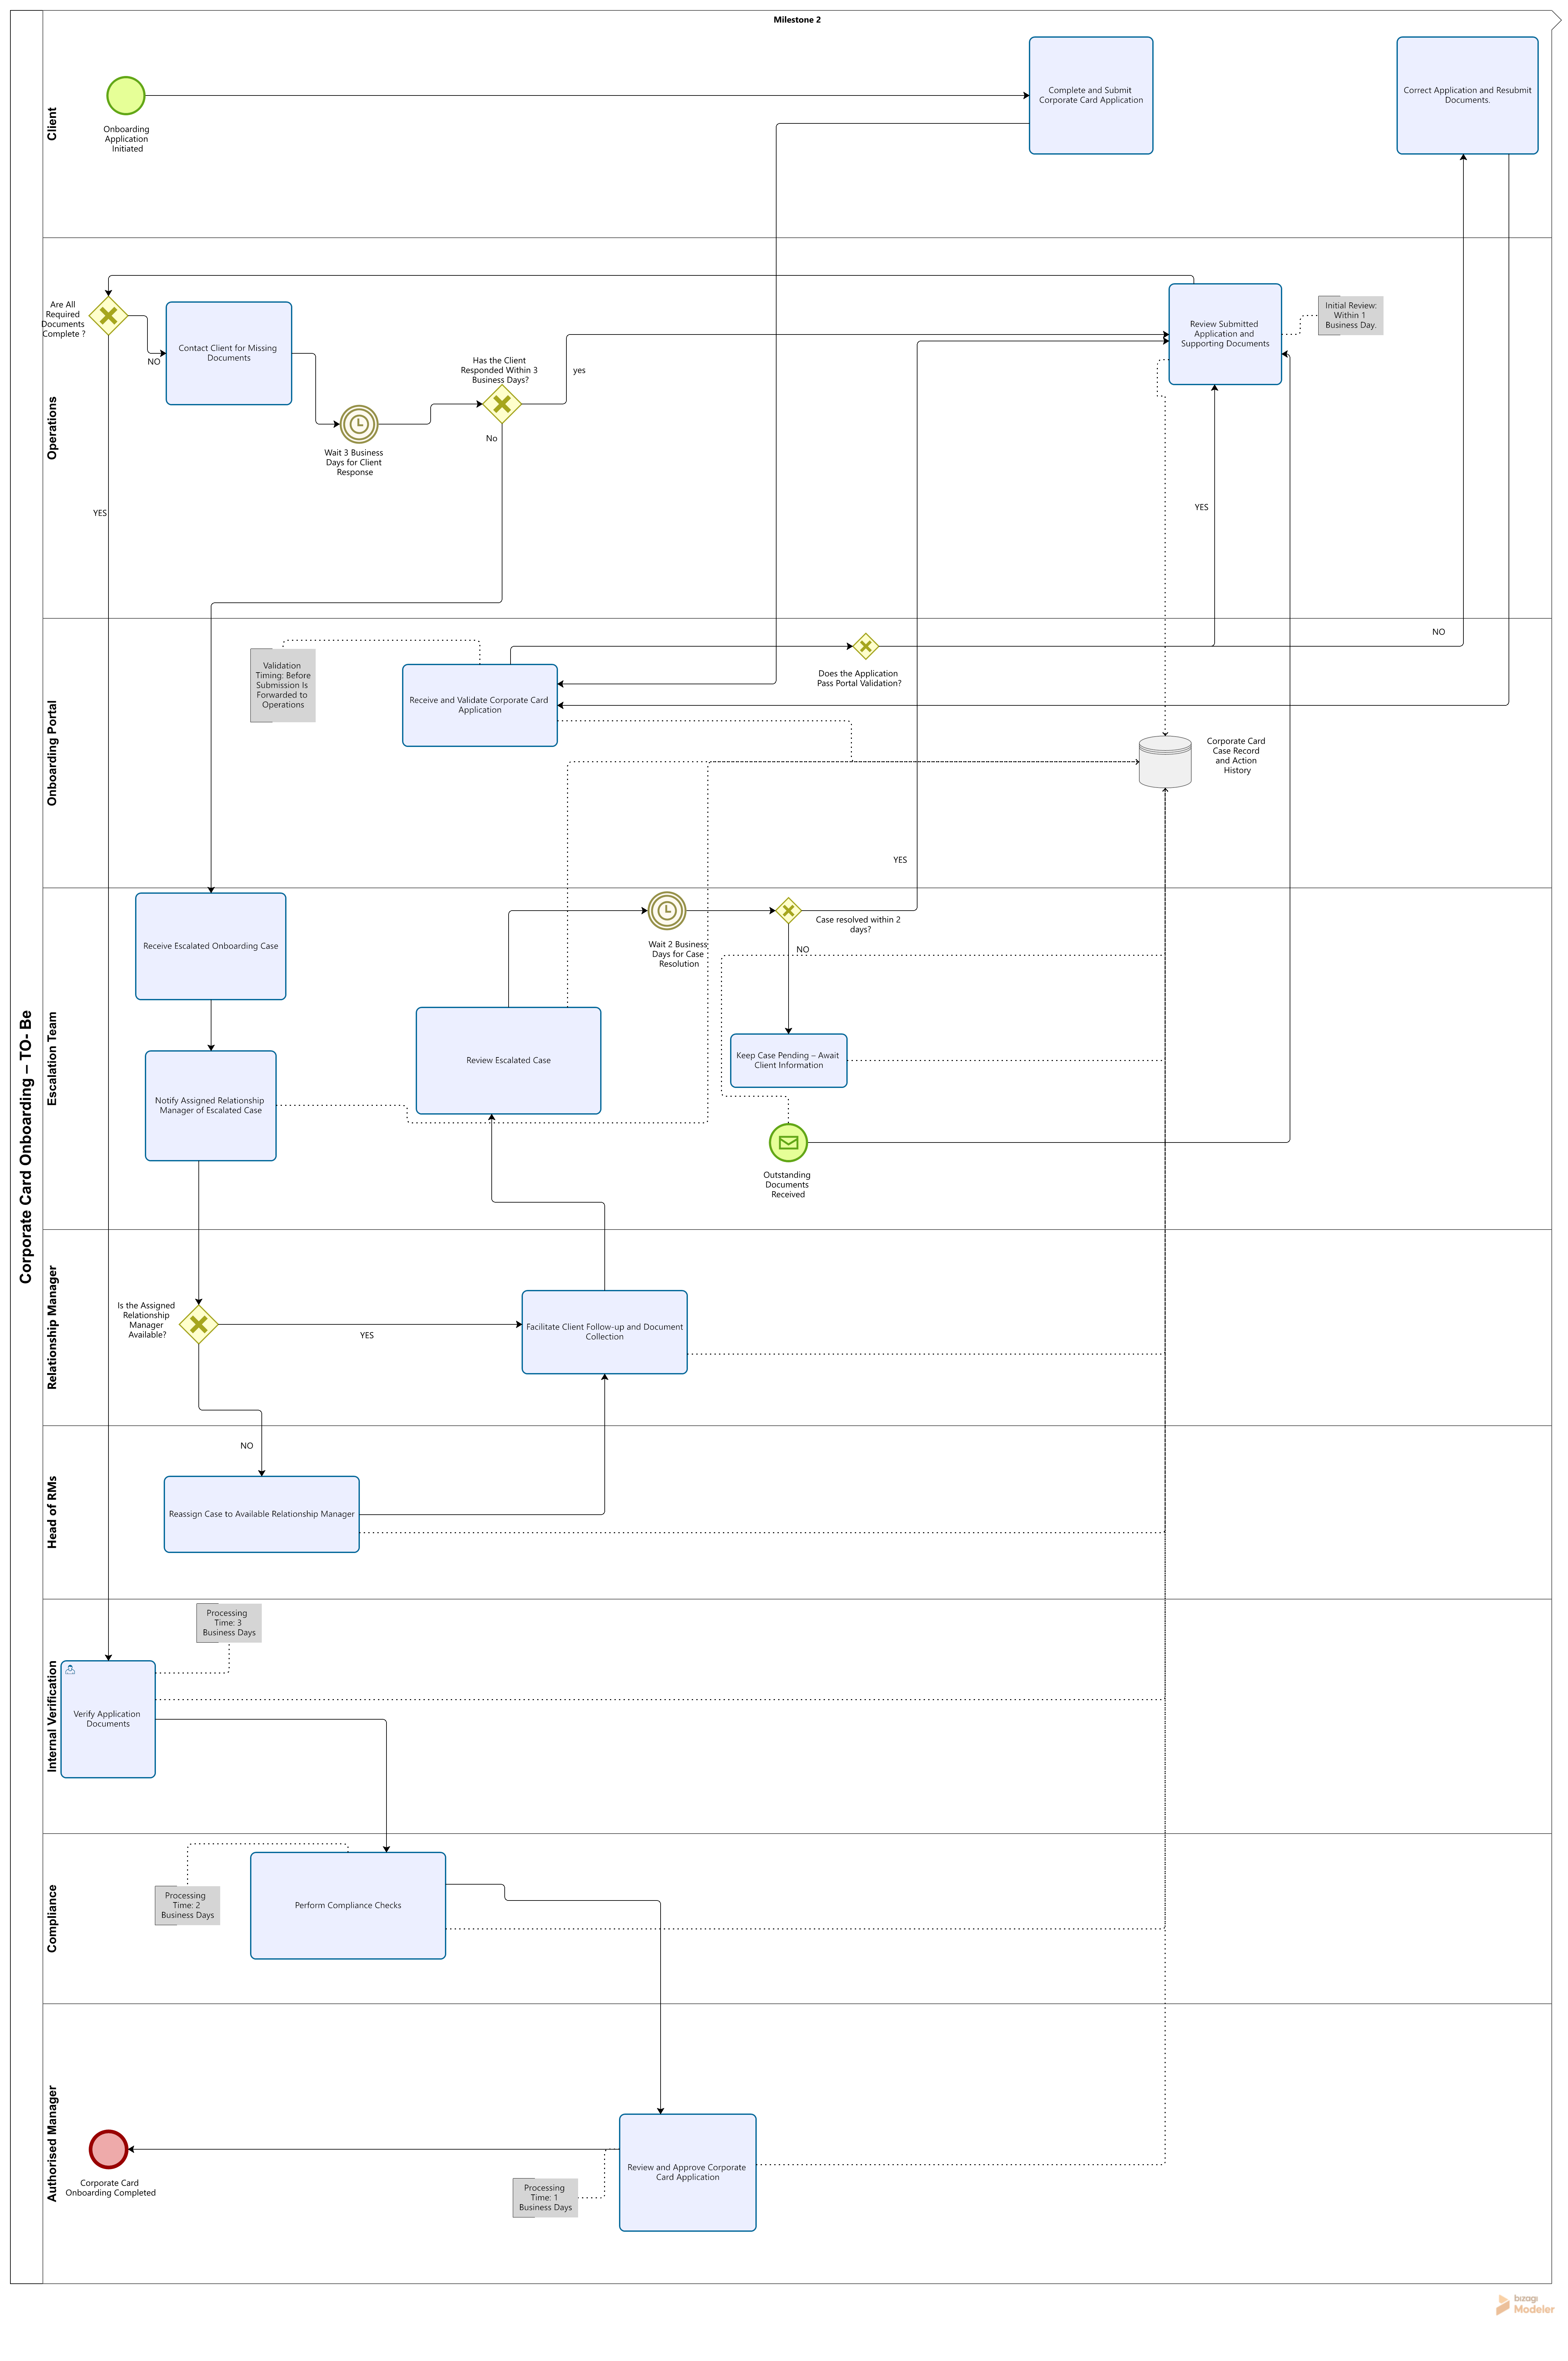 Milestone 2
Corporate Card Onboarding – TO- Be
Client
Onboarding
Application
Initiated
Complete and Submit
Corporate Card Application
Correct Application and Resubmit
Documents.
Operations
Are All
Required
Documents
Complete ?
NO
YES
Contact Client for Missing
Documents
Wait 3 Business
Days for Client
Response
Has the Client
Responded Within 3
Business Days?
yes
No
Review Submitted
Application and
Supporting Documents
Initial Review:
Within 1
Business Day.
YES
Onboarding Portal
Validation
Timing: Before
Submission Is
Forwarded to
Operations
Receive and Validate Corporate Card
Application
Does the Application
Pass Portal Validation?
NO
Corporate Card
Case Record
and Action
History
YES
Escalation Team
Receive Escalated Onboarding Case
Notify Assigned Relationship
Manager of Escalated Case
Review Escalated Case
Wait 2 Business
Days for Case
Resolution
Case resolved within 2
days?
NO
Keep Case Pending – Await
Client Information
Outstanding
Documents
Received
Relationship Manager
Is the Assigned
Relationship
Manager
Available?
YES
Facilitate Client Follow-up and Document
Collection
Head of RMs
NO
Reassign Case to Available Relationship Manager
Internal Verification
Processing
Time: 3
Business Days
Verify Application
Documents
Compliance
Processing
Time: 2
Business Days
Perform Compliance Checks
Authorised Manager
Corporate Card
Onboarding Completed
Processing
Time: 1
Business Days
Review and Approve Corporate
Card Application
bizagi
Modeler